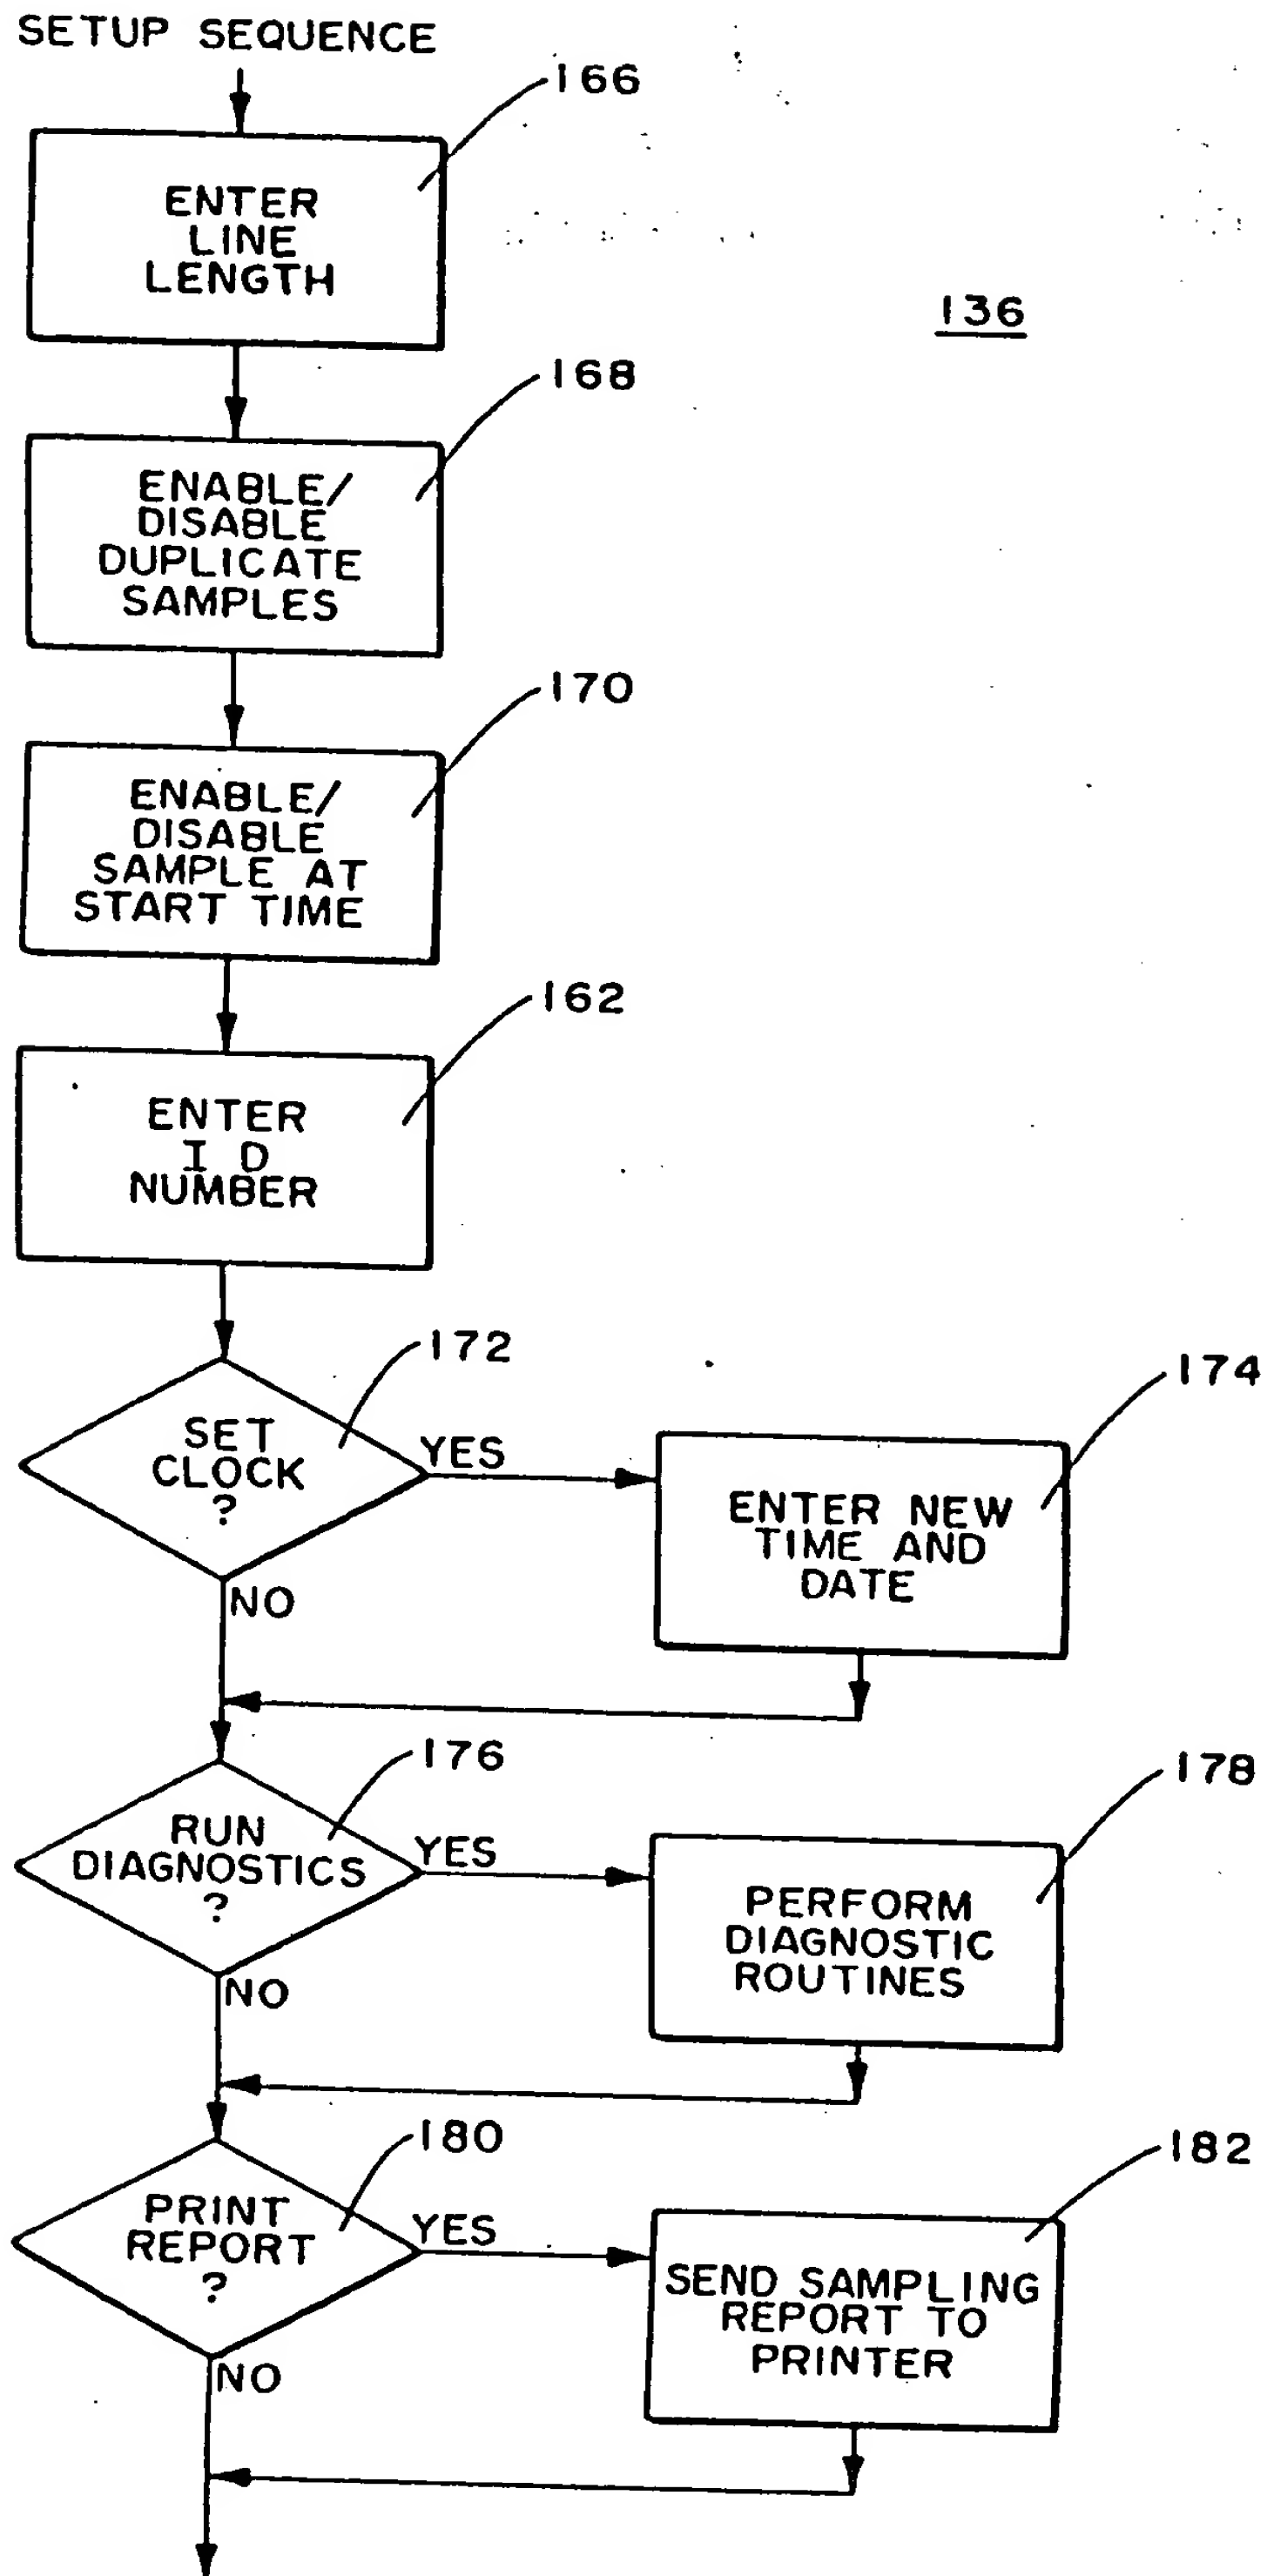 SETUP SEQUENCE
166
ENTER
LINE
LENGTH
136
168
ENABLE/
DISABLE
DUPLICATE
SAMPLES
170
ENABLE/
DISABLE
SAMPLE AT
START TIME
162
ENTER
I D
NUMBER
172
SET
CLOCK
?
YES
NO
174
ENTER NEW
TIME AND
DATE
176
RUN
DIAGNOSTICS
?
YES
NO
178
PERFORM
DIAGNOSTIC
ROUTINES
180
PRINT
REPORT
?
YES
NO
182
SEND SAMPLING
REPORT TO
PRINTER